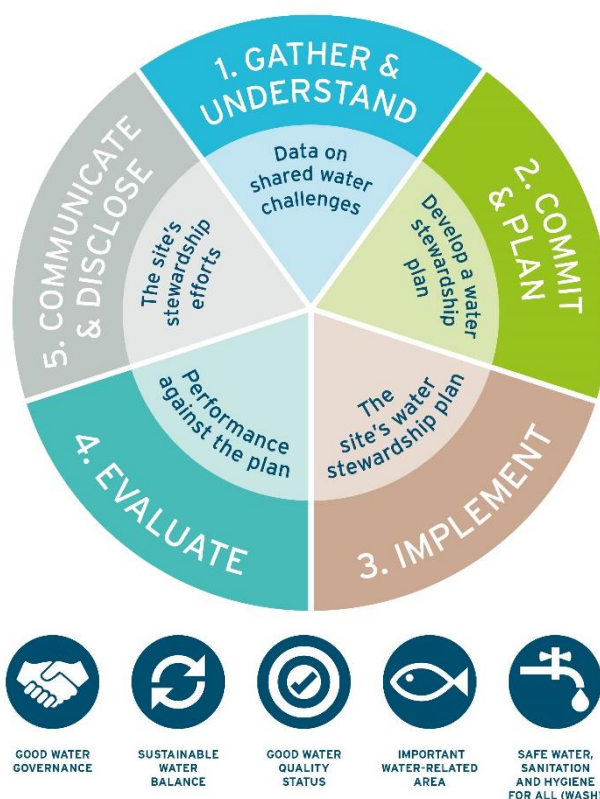 1. GATHER &
UNDERSTAND
Data on
shared water
challenges
2. COMMIT
& PLAN
Develop a water
stewardship
plan
3. IMPLEMENT
The
site's water
stewardship plan
4. EVALUATE
Performance
against the plan
5. COMMUNICATE
& DISCLOSE
The site's
stewardship
efforts
GOOD WATER
GOVERNANCE
SUSTAINABLE
WATER
BALANCE
GOOD WATER
QUALITY
STATUS
IMPORTANT
WATER-RELATED
AREA
SAFE WATER,
SANITATION
AND HYGIENE
FOR ALL (WASH)